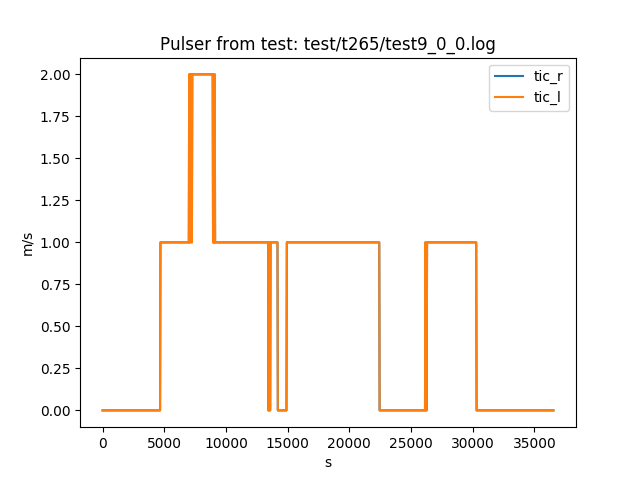 Pulser from test: test/t265/test9_0_0.log
tic_r
tic_l
2.00
1.75
1.50
1.25
1.00
0.75
0.50
0.25
0.00
m/s
0 5000 10000 15000 20000 25000 30000 35000
s